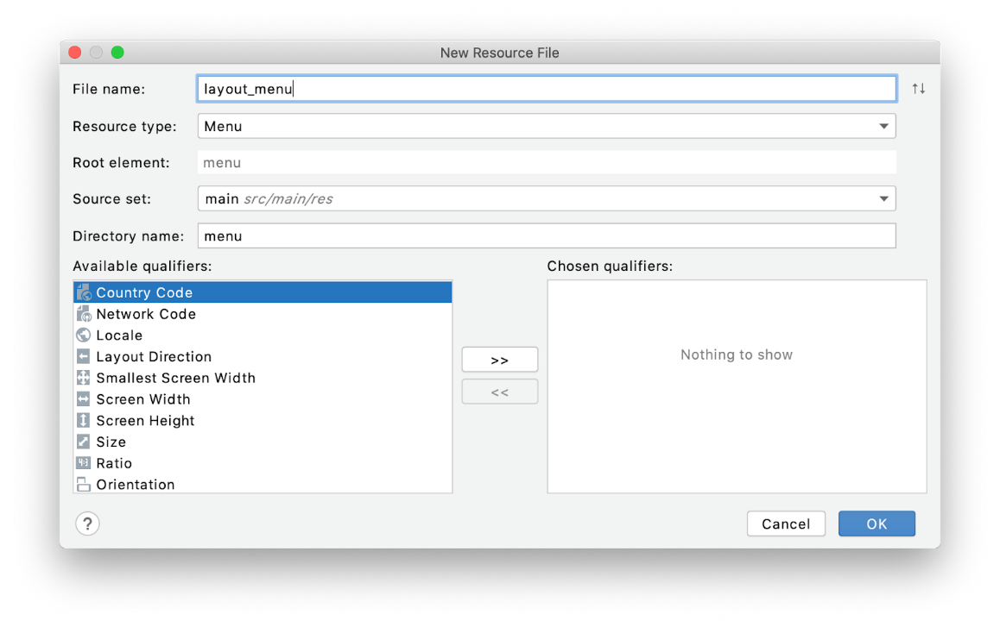 New Resource File
File name: layout_menu
Resource type: Menu
Root element: menu
Source set: main src/main/res
Directory name: menu
Available qualifiers: Chosen qualifiers:
Country Code
Network Code
Locale
Layout Direction
Nothing to show
>>
Smallest Screen Width
<<
Screen Width
Screen Height
Size
4:3 Ratio
Orientation
? Cancel OK